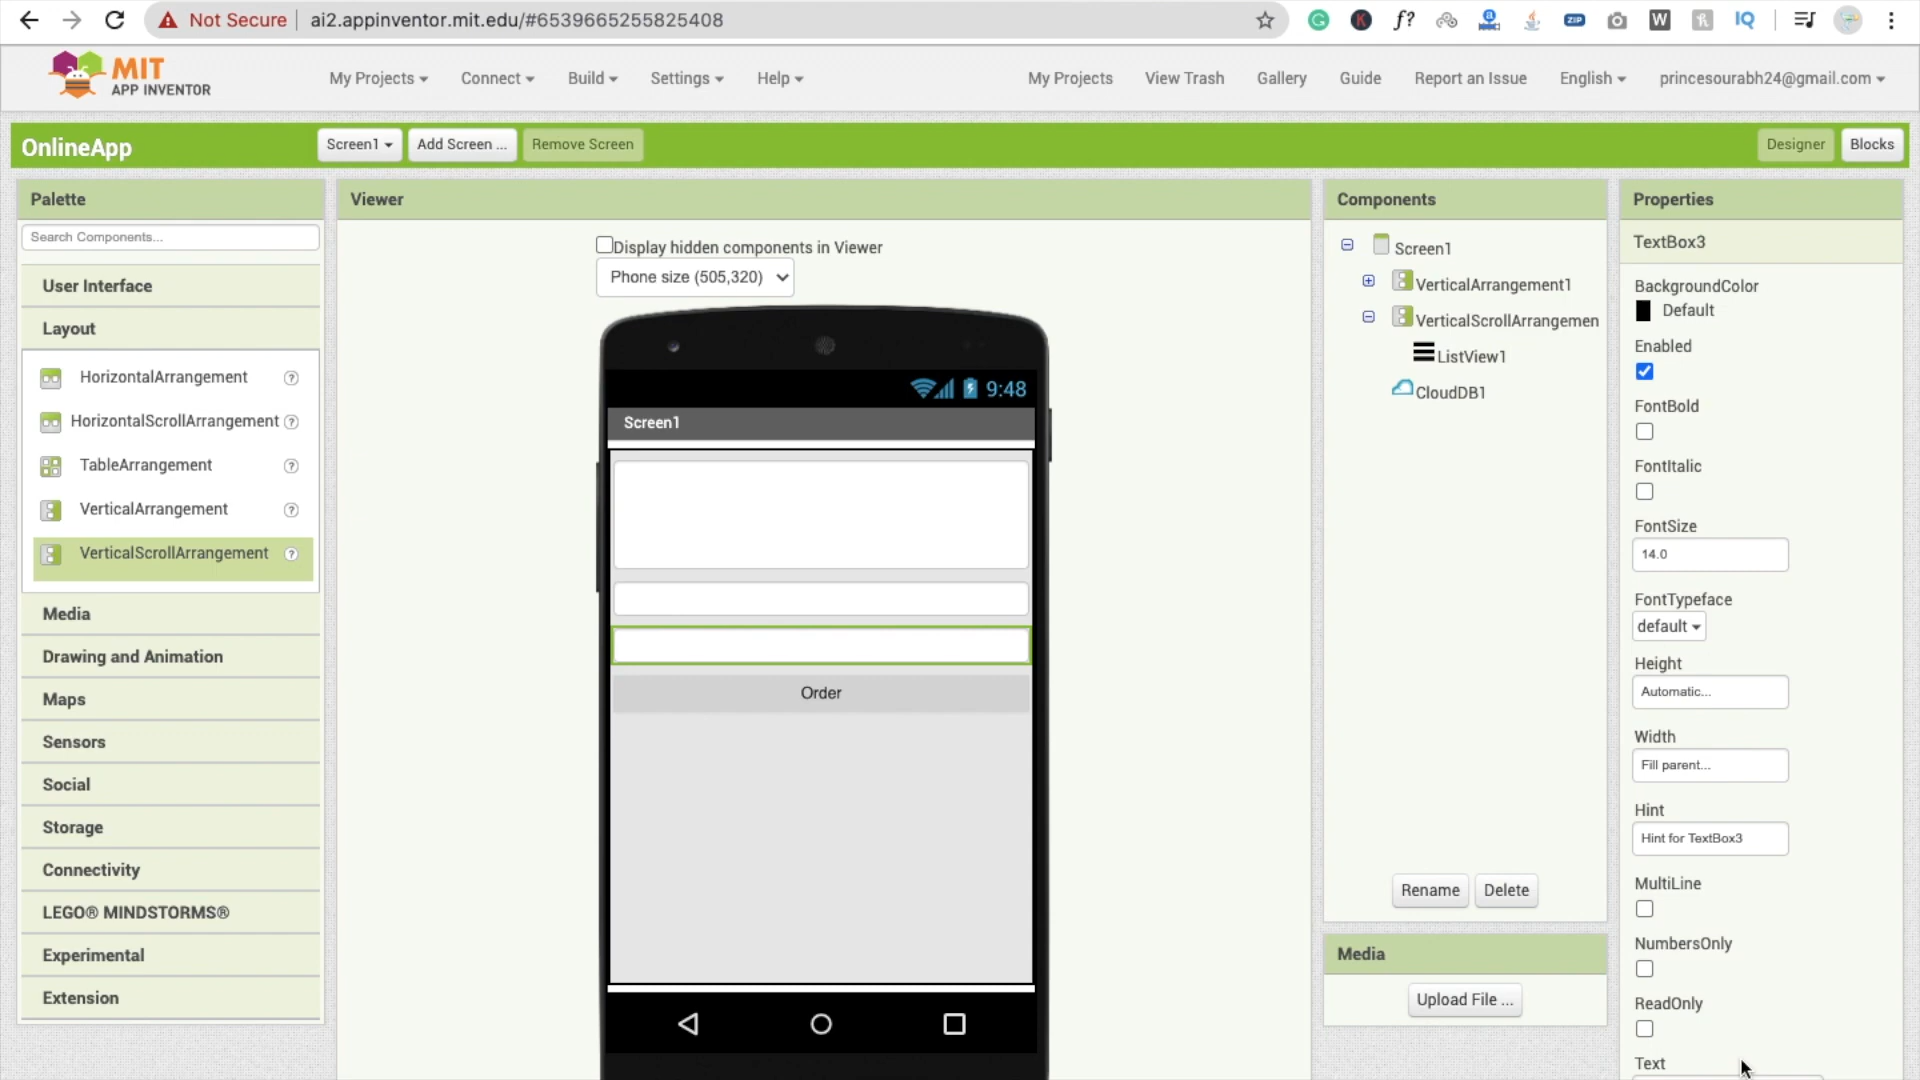 Not Secure
ai2.appinventor.mit.edu/#6539665255825408
MIT
APP INVENTOR
My Projects
Connect
Build
Settings
Help
My Projects
View Trash
Gallery
Guide
Report an Issue
English
princesourabh24@gmail.com
OnlineApp
Screen1
Add Screen ...
Remove Screen
Designer
Blocks
Palette
Search Components...
User Interface
Layout
HorizontalArrangement
HorizontalScrollArrangement
TableArrangement
VerticalArrangement
VerticalScrollArrangement
Media
Drawing and Animation
Maps
Sensors
Social
Storage
Connectivity
LEGO® MINDSTORMS®
Experimental
Extension
Viewer
Display hidden components in Viewer
Phone size (505,320)
9:48
Screen1
Order
Components
Screen1
VerticalArrangement1
VerticalScrollArrangemen
ListView1
CloudDB1
Rename
Delete
Media
Upload File ...
Properties
TextBox3
BackgroundColor
Default
Enabled
FontBold
FontItalic
FontSize
14.0
FontTypeface
default
Height
Automatic...
Width
Fill parent...
Hint
Hint for TextBox3
MultiLine
NumbersOnly
ReadOnly
Text